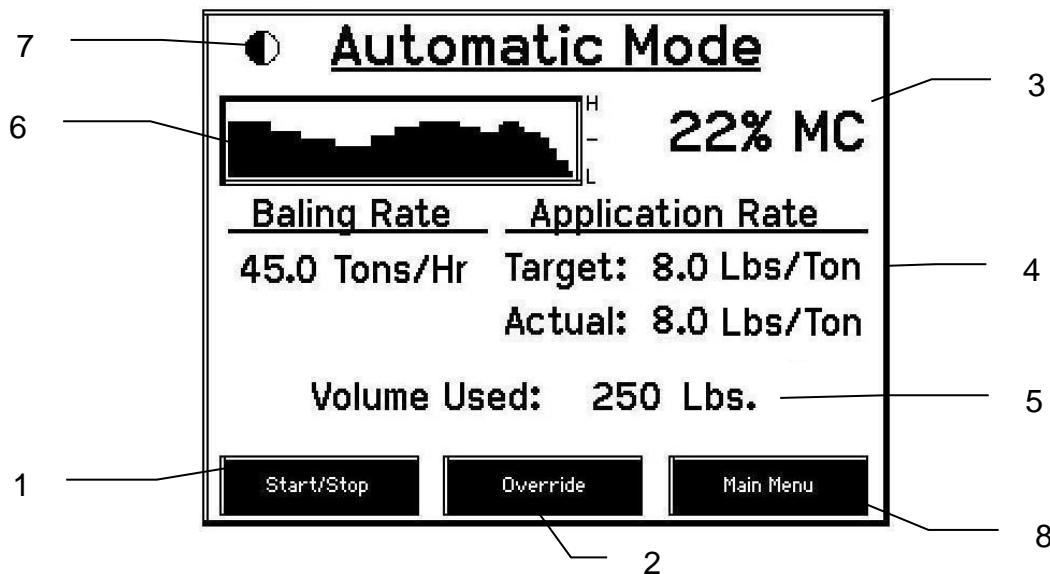 7
Automatic Mode
3
H
22% MC
6
–
L
Baling Rate Application Rate
45.0 Tons/Hr Target: 8.0 Lbs/Ton
4
Actual: 8.0 Lbs/Ton
Volume Used: 250 Lbs.
5
1
Start/Stop Override Main Menu
8
2